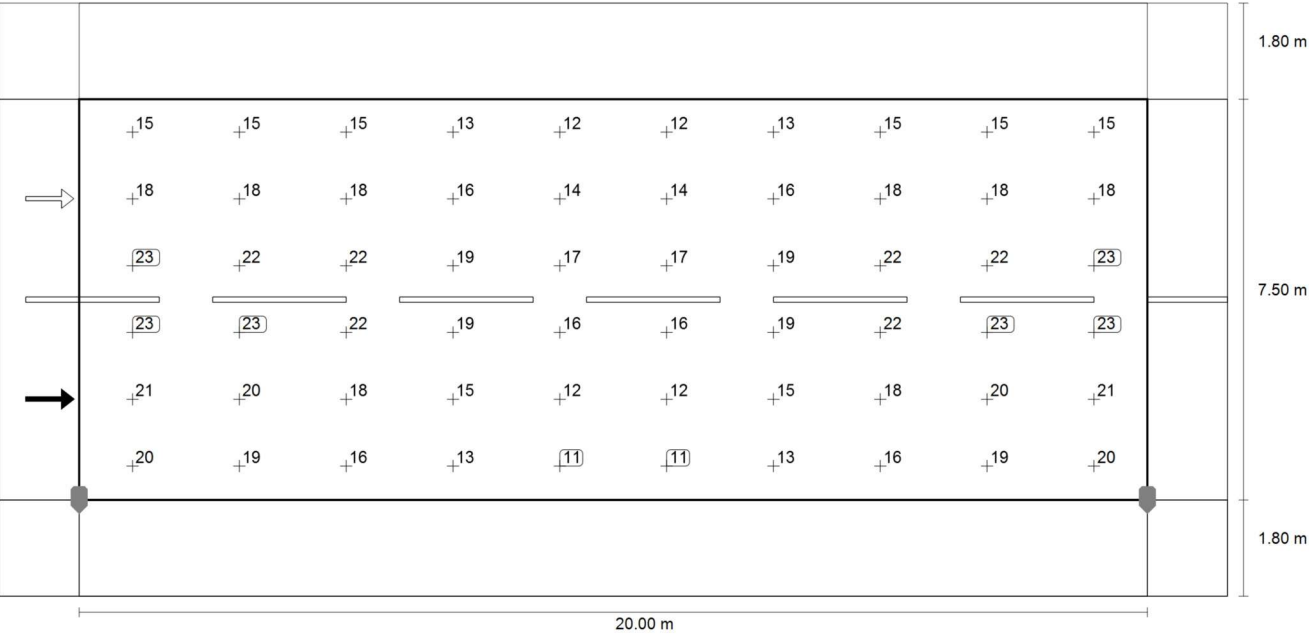 1.80 m
15 15 15 13 12 12 13 15 15 15
18 18 18 16 14 14 16 18 18 18
23 22 22 19 17 17 19 22 22 23
7.50 m
23 23 22 19 16 16 19 22 23 23
21 20 18 15 12 12 15 18 20 21
20 19 16 13 11 11 13 16 19 20
1.80 m
20.00 m